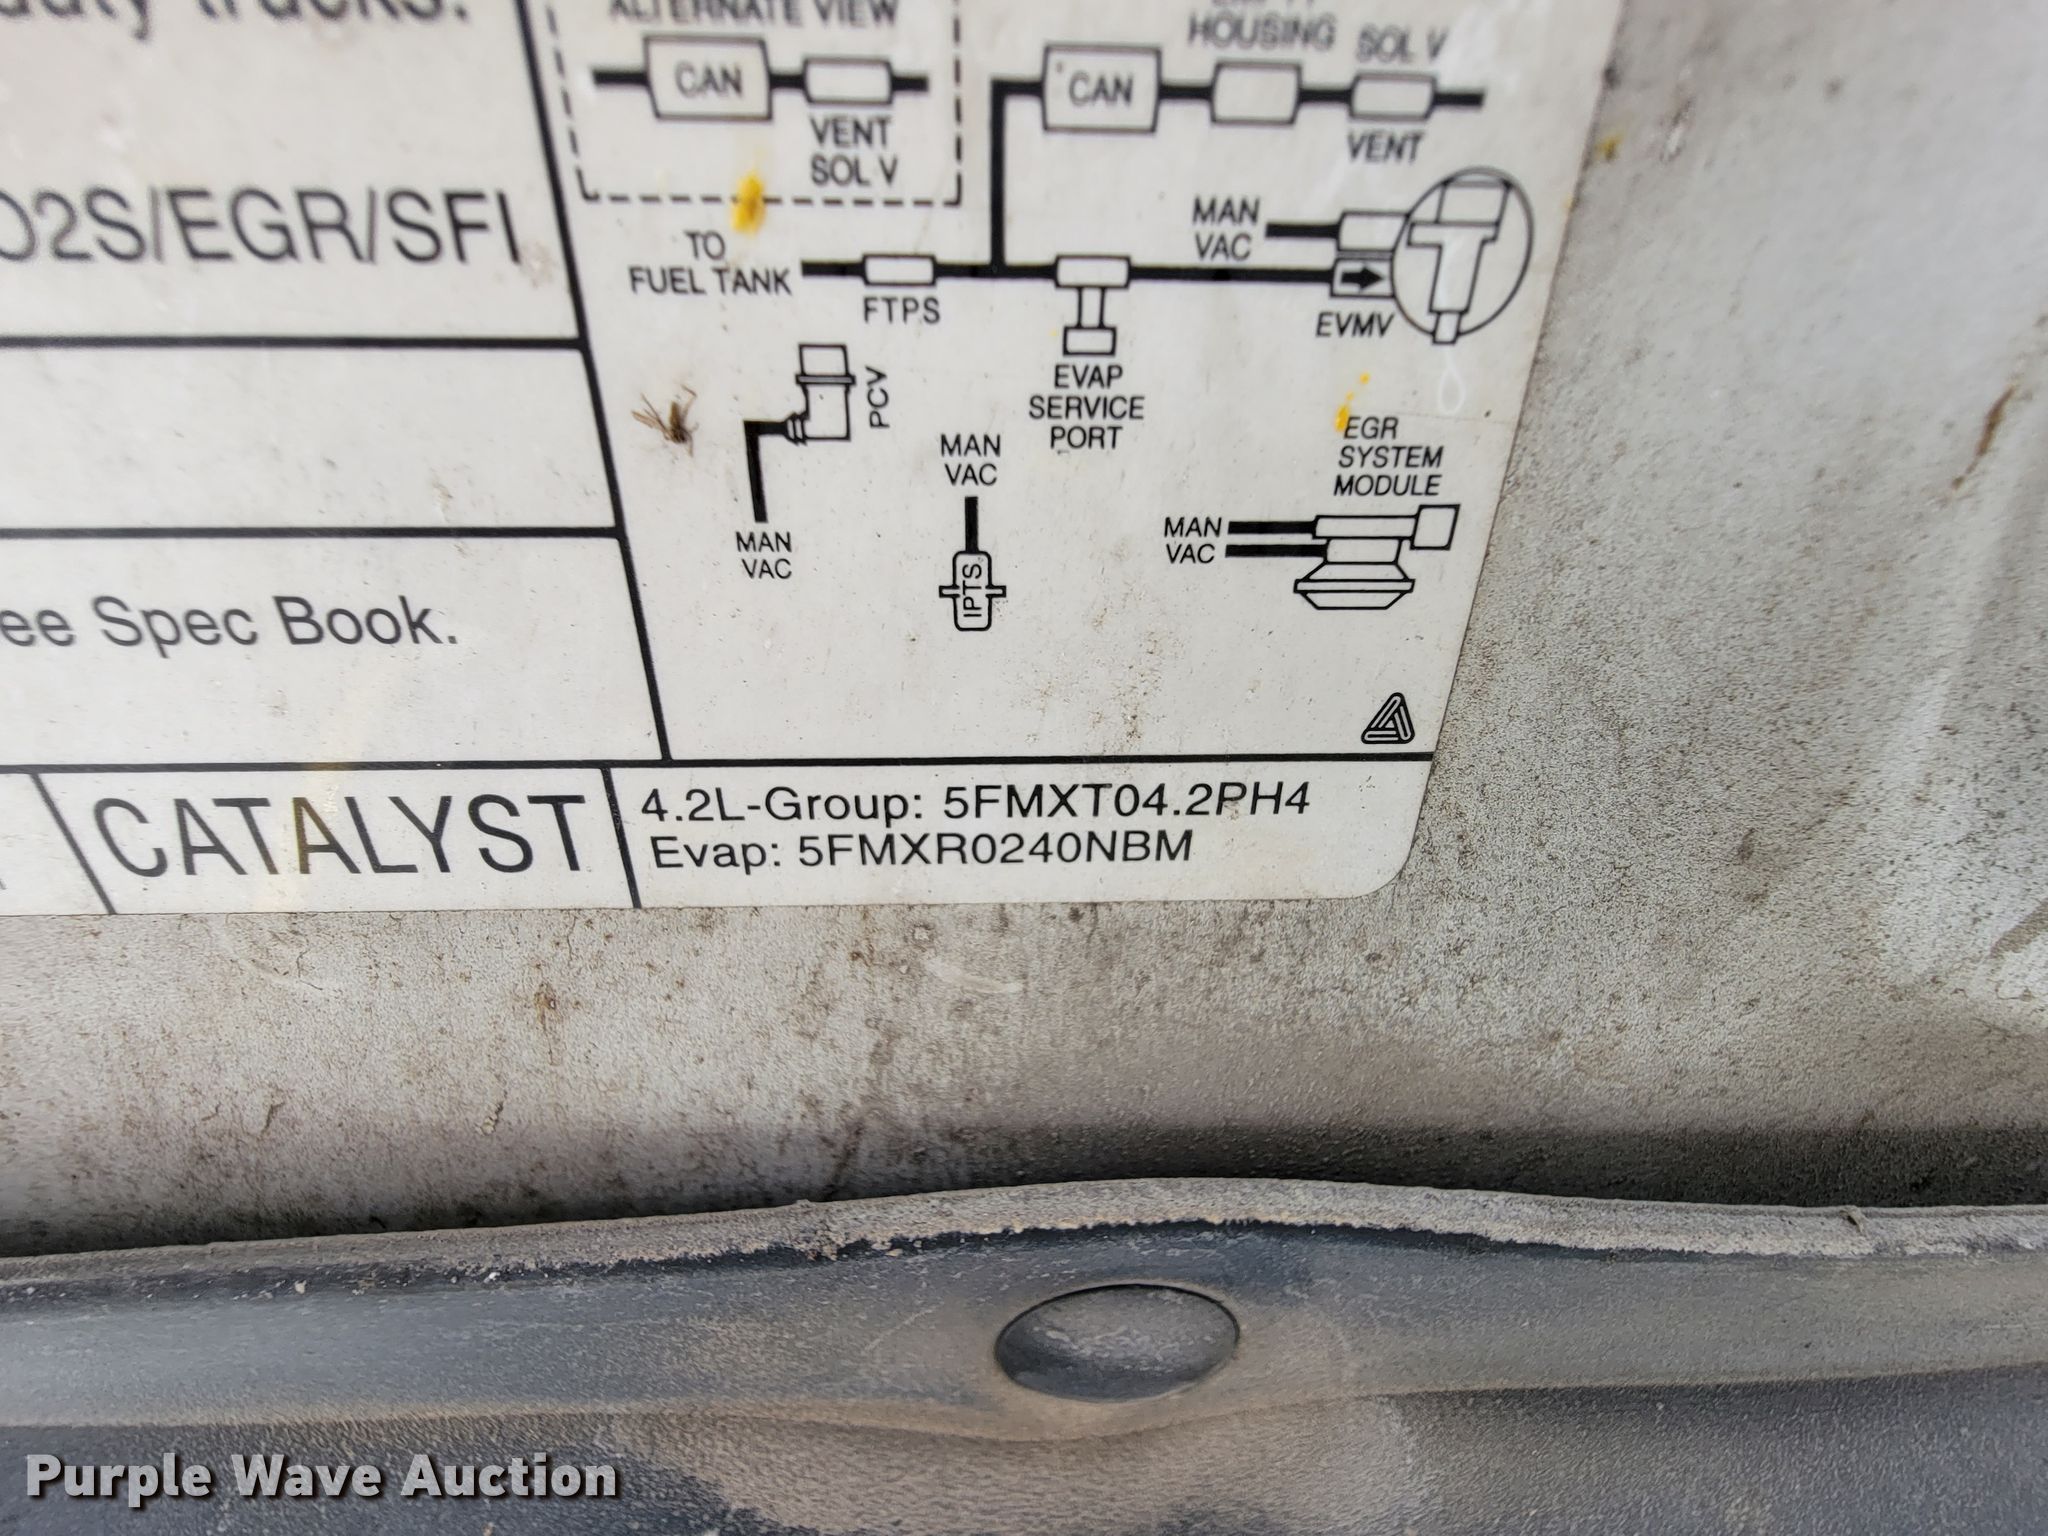 duty trucks.
ALTERNATE VIEW
CAN
VENT
SOL V
HOUSING
SOL V
CAN
VENT
O2S/EGR/SFI
TO
FUEL TANK
FTPS
MAN
VAC
EVMV
EVAP
SERVICE
PORT
PCV
MAN
VAC
MAN
VAC
IPTS
EGR
SYSTEM
MODULE
MAN
VAC
ee Spec Book.
CATALYST
4.2L-Group: 5FMXT04.2PH4
Evap: 5FMXR0240NBM
Purple Wave Auction